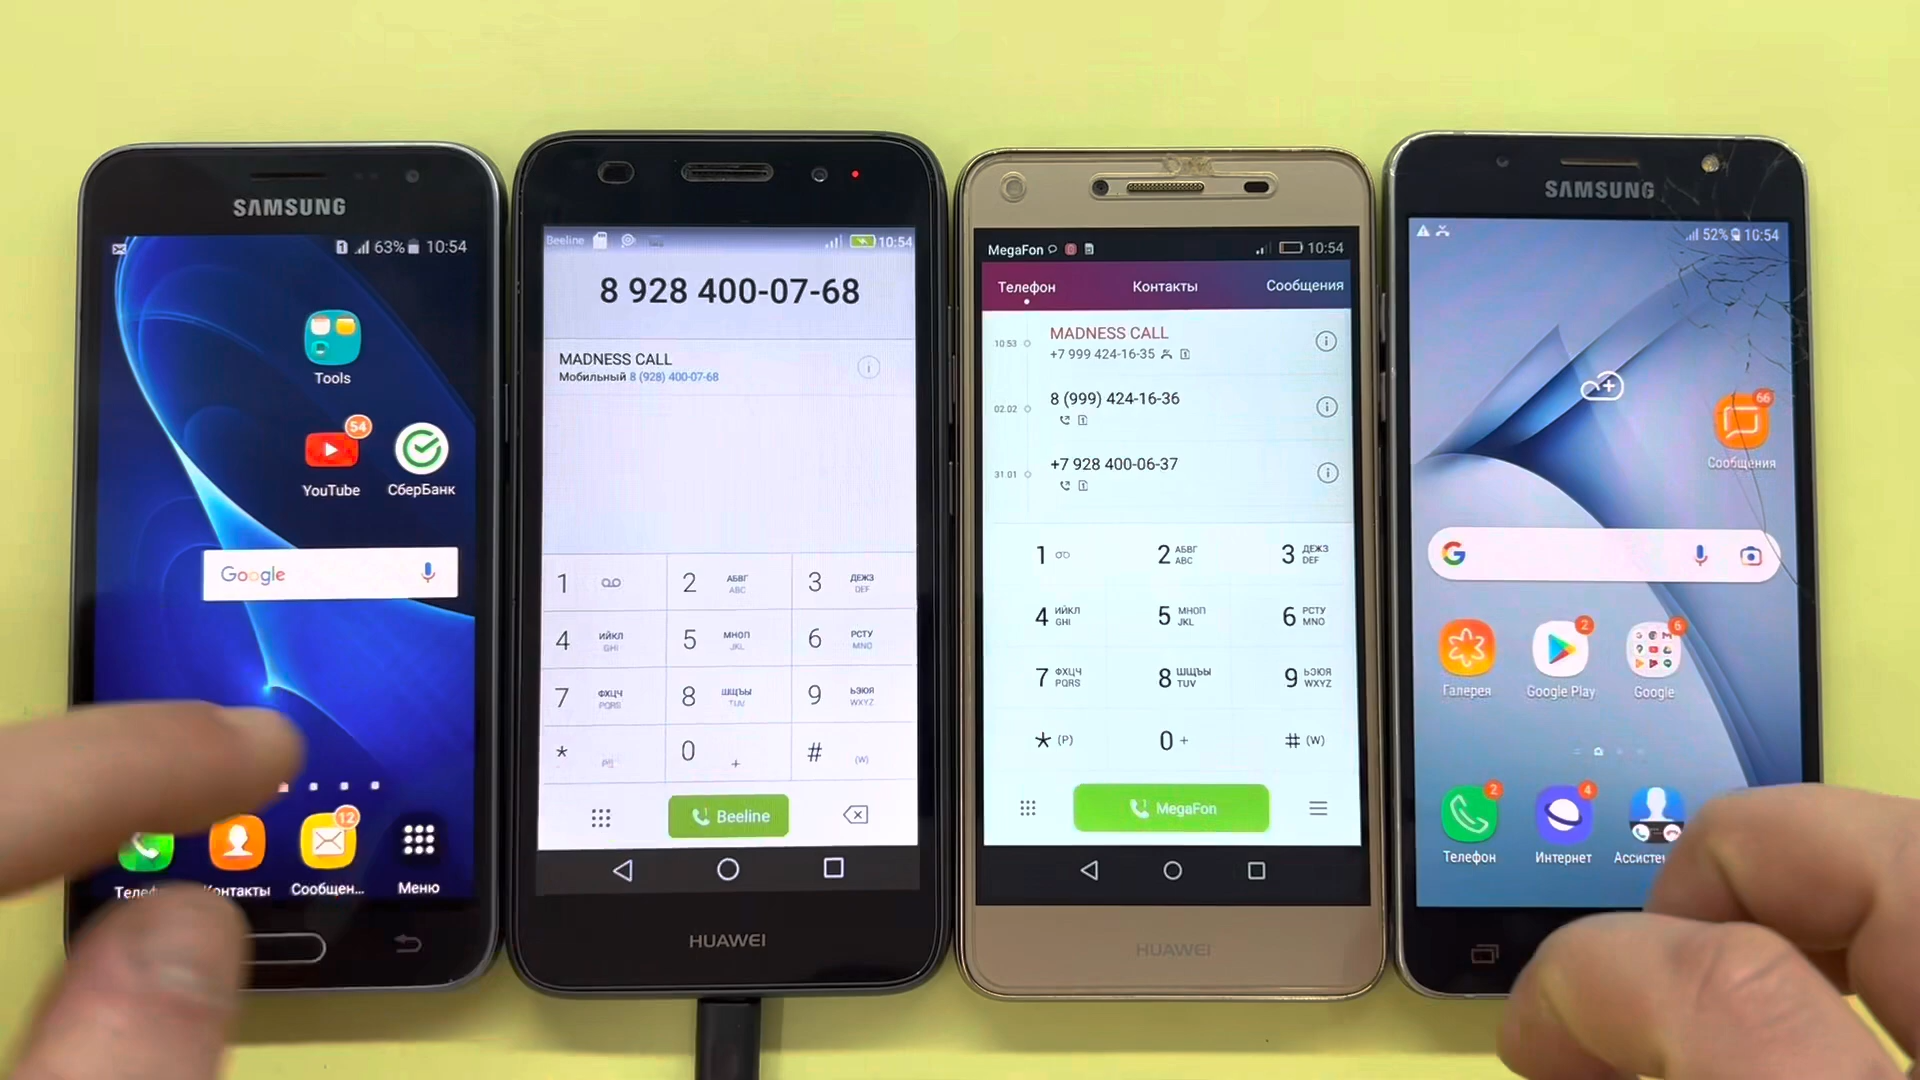 SAMSUNG
1 63% 10:54
Tools
54
YouTube
СберБанк
Google
12
Контакты
Сообщен...
Меню
Beeline 10:54
8 928 400-07-68
MADNESS CALL
Мобильный 8 (928) 400-07-68
1 2 АБВГ ABC 3 ДЕЖЗ DEF
4 ИЙКЛ GHI 5 МНОП JKL 6 РСТУ MNO
7 ФХЦЧ PQRS 8 ШЩЪЫ TUV 9 ЬЭЮЯ WXYZ
* (P) 0 + # (W)
Beeline
HUAWEI
MegaFon 10:54
Телефон Контакты Сообщения
10:53 MADNESS CALL
+7 999 424-16-35
02.02 8 (999) 424-16-36
31.01 +7 928 400-06-37
1 2 АБВГ ABC 3 ДЕЖЗ DEF
4 ИЙКЛ GHI 5 МНОП JKL 6 РСТУ MNO
7 ФХЦЧ PQRS 8 ШЩЪЫ TUV 9 ЬЭЮЯ WXYZ
* (P) 0 + # (W)
MegaFon
HUAWEI
SAMSUNG
52% 10:54
66
Сообщения
G
2
6
Галерея
Google Play
Google
2
4
Телефон
Интернет